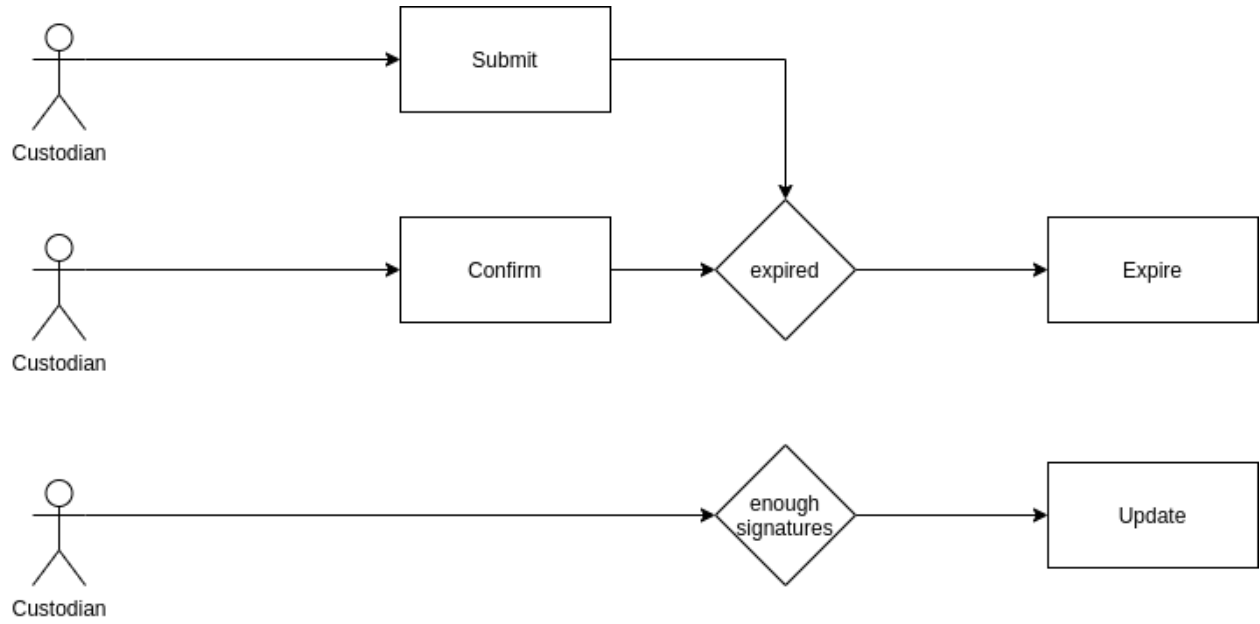 Submit
Custodian
Confirm
expired
Expire
Custodian
enough
signatures
Update
Custodian